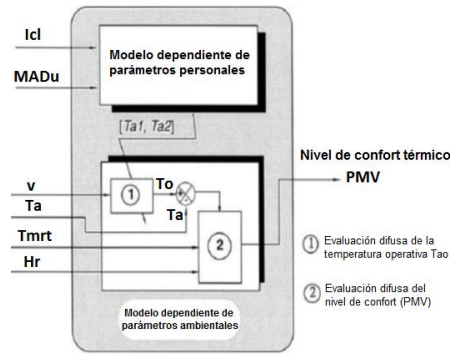 Icl
MADu
Modelo dependiente de
parámetros personales
[Ta1, Ta2]
Nivel de confort térmico
PMV
v
Ta
Tmrt
Hr
1
To
+
-
Ta
2
1 Evaluación difusa de la
temperatura operativa Tao
2 Evaluación difusa del
nivel de confort (PMV)
Modelo dependiente de
parámetros ambientales